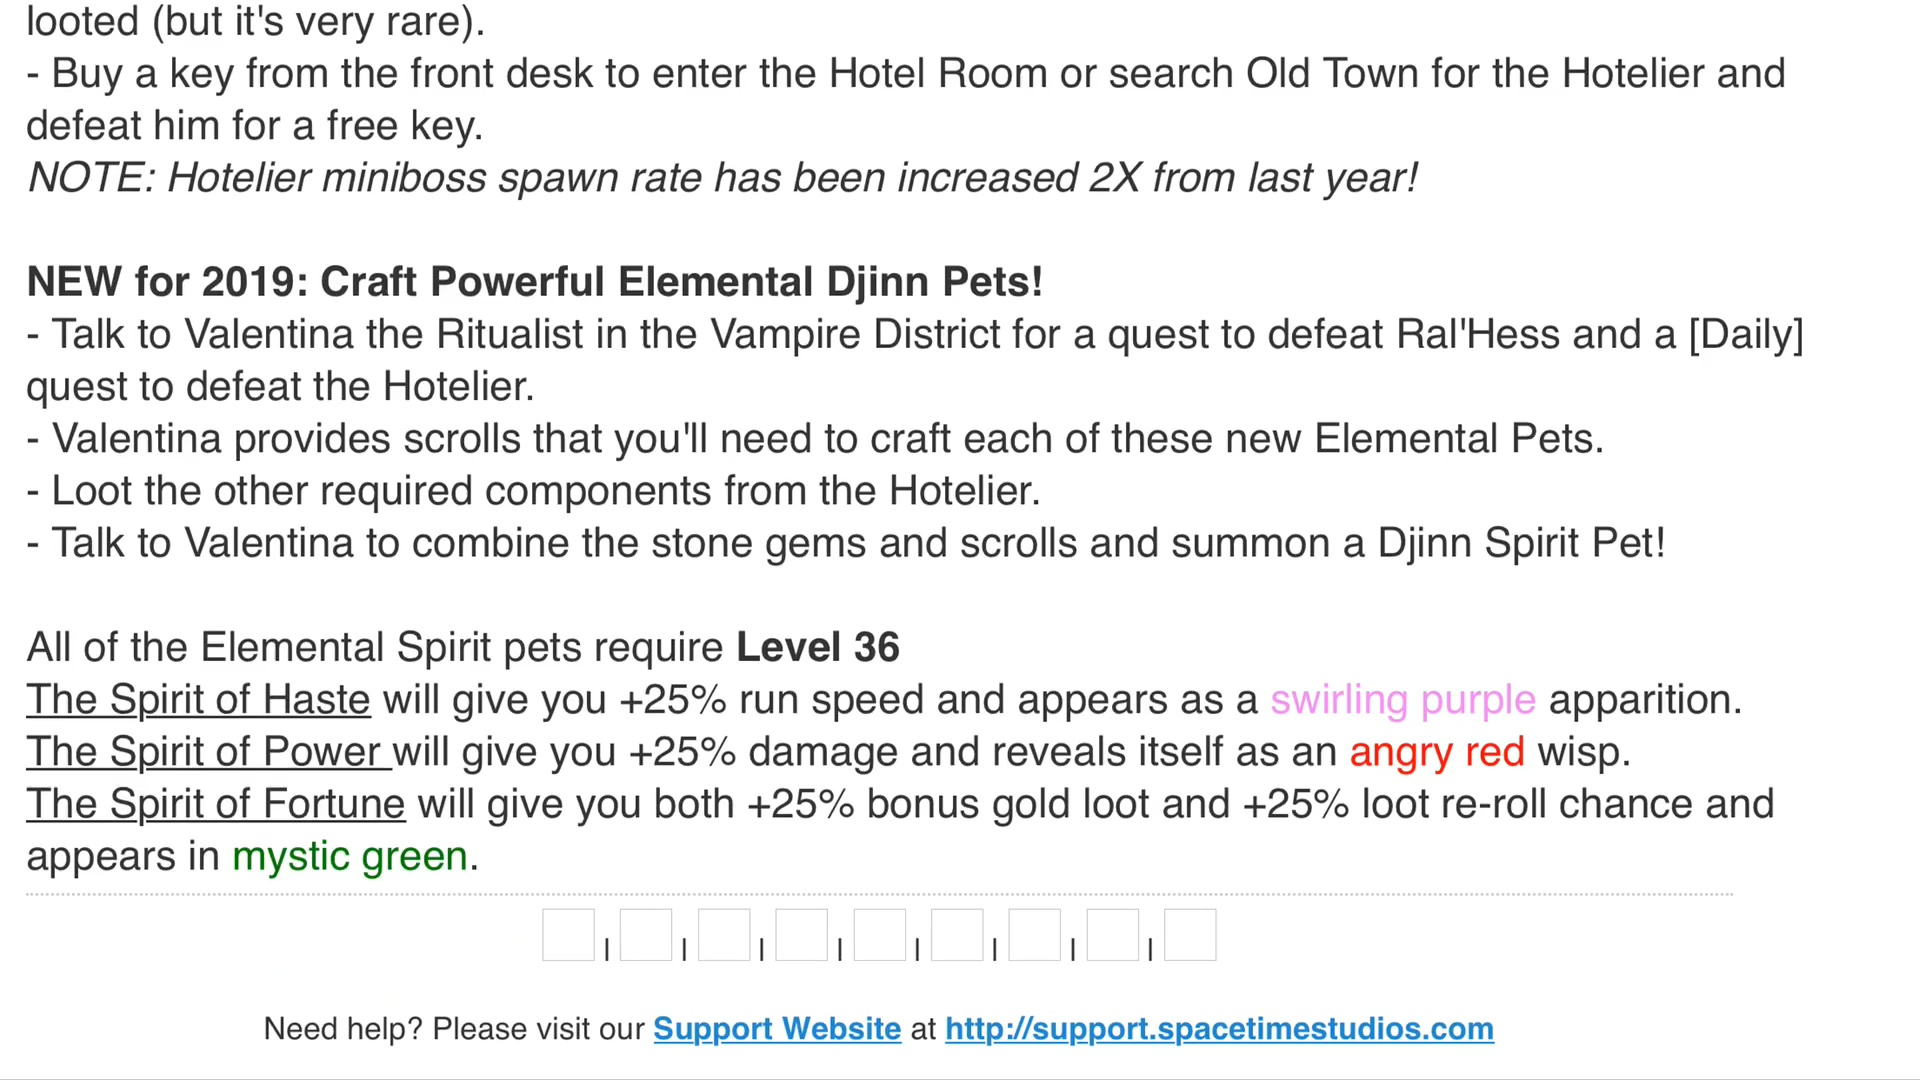 looted (but it's very rare).
- Buy a key from the front desk to enter the Hotel Room or search Old Town for the Hotelier and
defeat him for a free key.
NOTE: Hotelier miniboss spawn rate has been increased 2X from last year!
NEW for 2019: Craft Powerful Elemental Djinn Pets!
- Talk to Valentina the Ritualist in the Vampire District for a quest to defeat Ral'Hess and a [Daily]
quest to defeat the Hotelier.
- Valentina provides scrolls that you'll need to craft each of these new Elemental Pets.
- Loot the other required components from the Hotelier.
- Talk to Valentina to combine the stone gems and scrolls and summon a Djinn Spirit Pet!
All of the Elemental Spirit pets require Level 36
The Spirit of Haste will give you +25% run speed and appears as a swirling purple apparition.
The Spirit of Power will give you +25% damage and reveals itself as an angry red wisp.
The Spirit of Fortune will give you both +25% bonus gold loot and +25% loot re-roll chance and
appears in mystic green.
| | | | | | | |
Need help? Please visit our Support Website at http://support.spacetimestudios.com